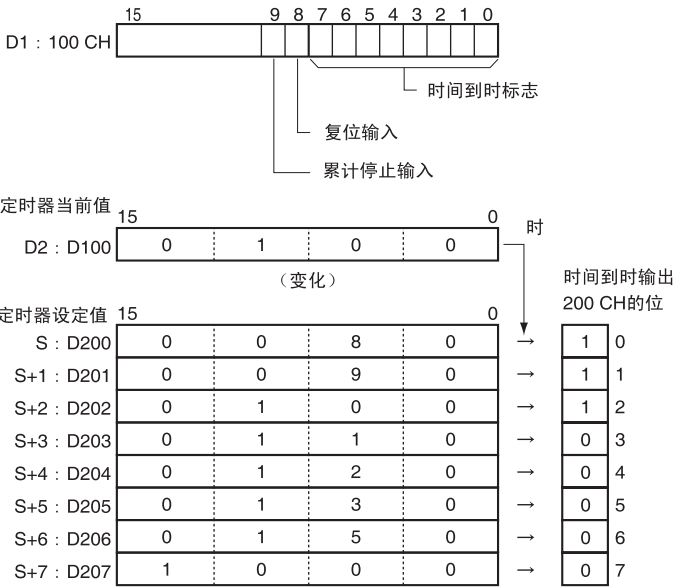 15 9 8 7 6 5 4 3 2 1 0
D1：100 CH
时间到时标志
复位输入
累计停止输入
定时器当前值
15 0
时
D2：D100 0 1 0 0
（变化）
时间到时输出
200 CH的位
定时器设定值 15 0
S：D200 0 0 8 0 → 1 0
S+1：D201 0 0 9 0 → 1 1
S+2：D202 0 1 0 0 → 1 2
S+3：D203 0 1 1 0 → 0 3
S+4：D204 0 1 2 0 → 0 4
S+5：D205 0 1 3 0 → 0 5
S+6：D206 0 1 5 0 → 0 6
S+7：D207 1 0 0 0 → 0 7